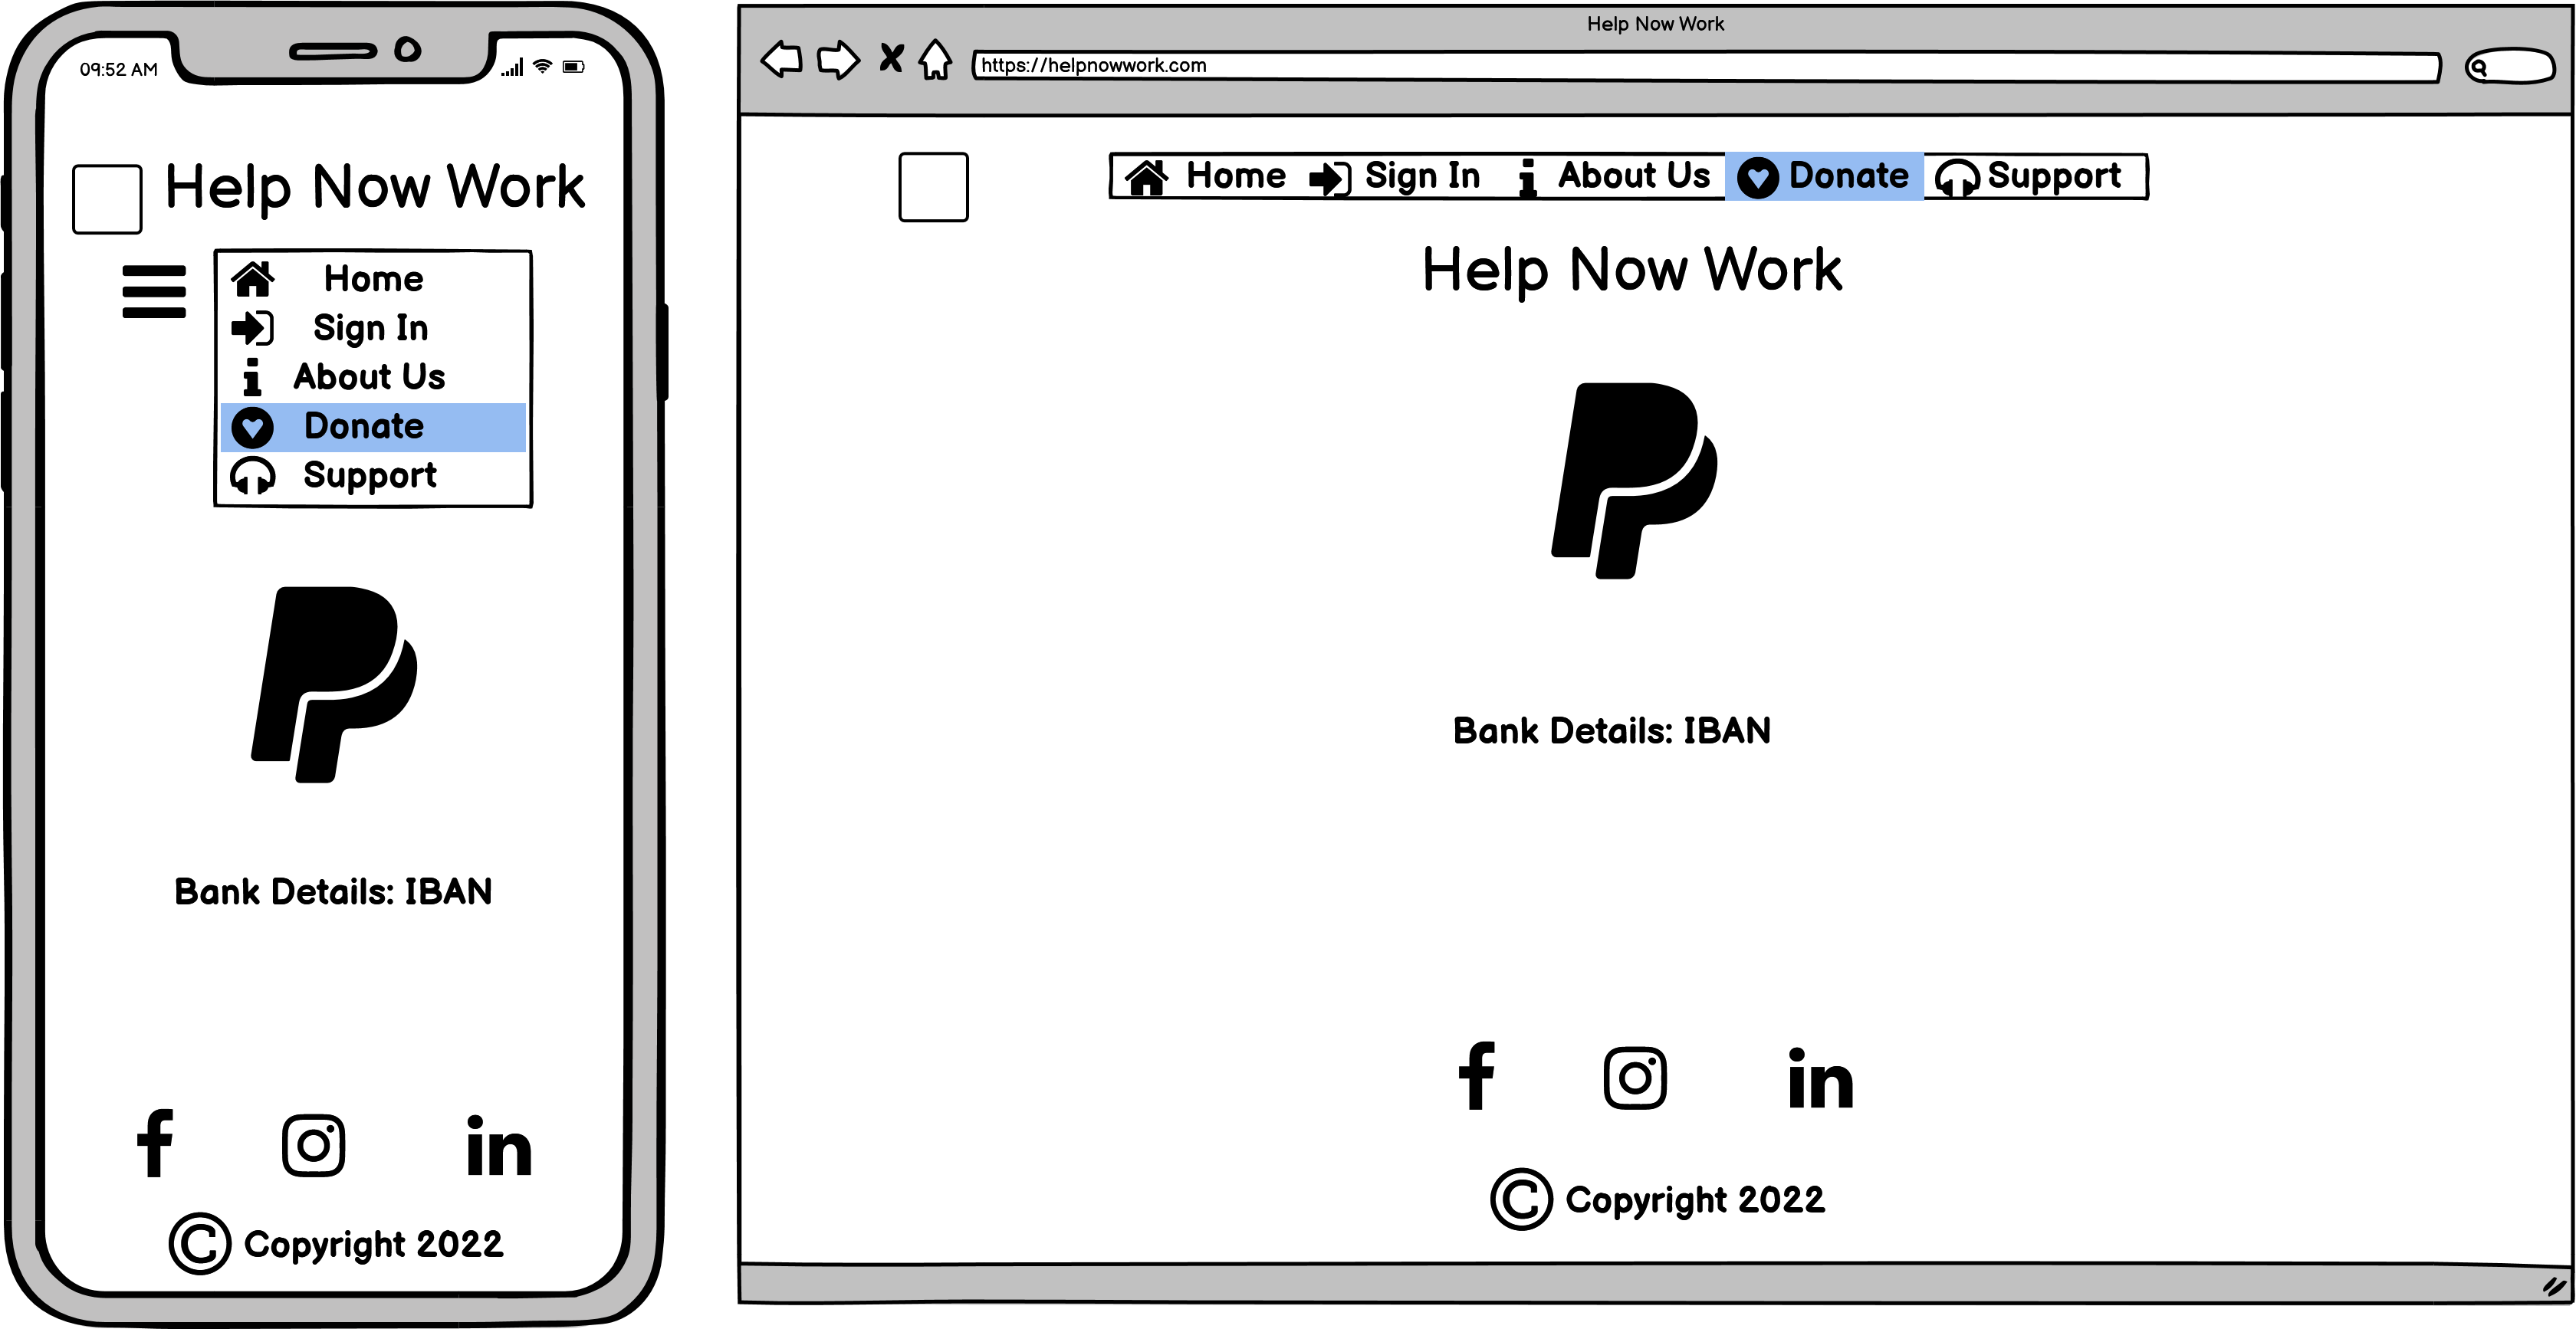 09:52 AM
Help Now Work
Home
Sign In
About Us
Donate
Support
Bank Details: IBAN
f
in
© Copyright 2022
Help Now Work
https://helpnowwork.com
Home Sign In About Us Donate Support
Help Now Work
Bank Details: IBAN
f
in
© Copyright 2022